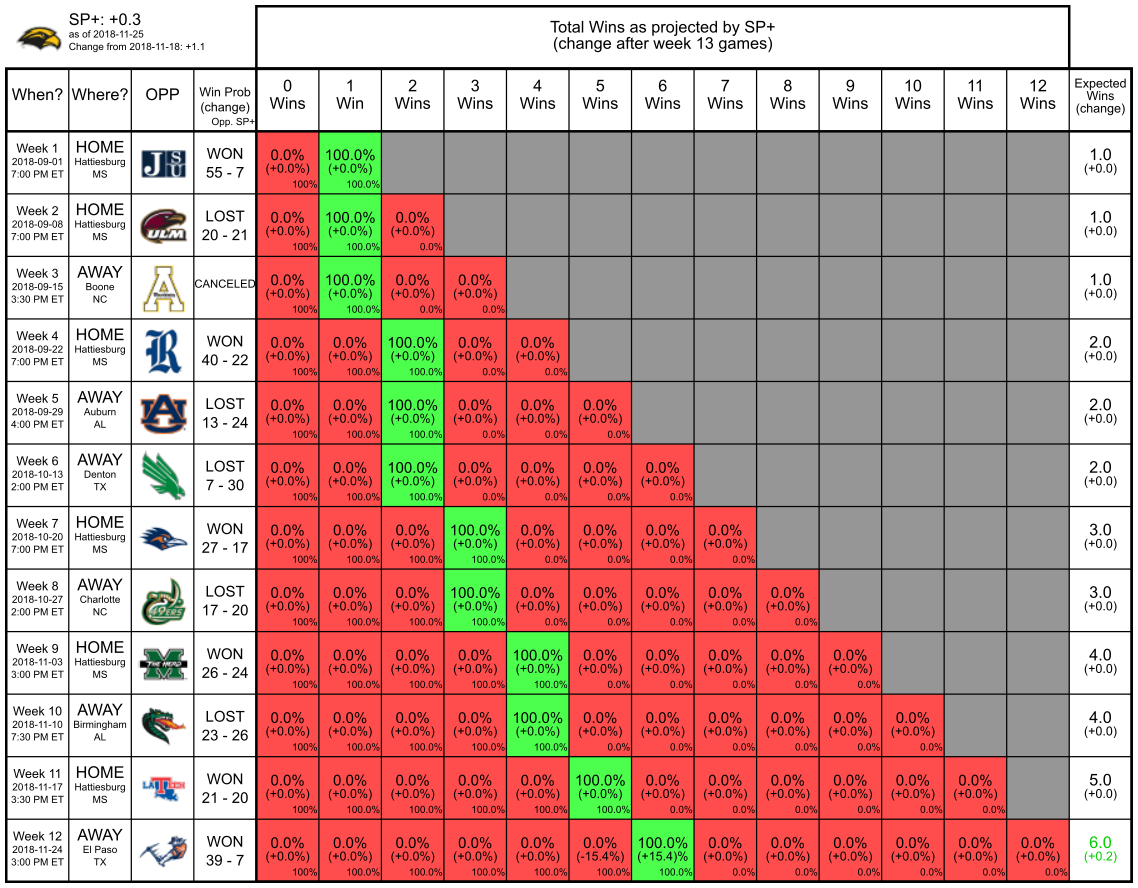 SP+: +0.3
as of 2018-11-25
Change from 2018-11-18: +1.1
Total Wins as projected by SP+
(change after week 13 games)
When? Where? OPP Win Prob (change) Opp. SP+ 0 Wins 1 Win 2 Wins 3 Wins 4 Wins 5 Wins 6 Wins 7 Wins 8 Wins 9 Wins 10 Wins 11 Wins 12 Wins Expected Wins (change)
Week 1 HOME JSU WON 0.0% 100.0% 1.0
2018-09-01 Hattiesburg 55 - 7 (+0.0%) (+0.0%) (+0.0)
7:00 PM ET MS 100% 100.0%
Week 2 HOME ULM LOST 0.0% 100.0% 0.0% 1.0
2018-09-08 Hattiesburg 20 - 21 (+0.0%) (+0.0%) (+0.0%) (+0.0)
7:00 PM ET MS 100% 100.0% 0.0%
Week 3 AWAY A CANCELED 0.0% 100.0% 0.0% 0.0% 1.0
2018-09-15 Boone (+0.0%) (+0.0%) (+0.0%) (+0.0%) (+0.0)
3:30 PM ET NC 100% 100.0% 0.0% 0.0%
Week 4 HOME R WON 0.0% 0.0% 100.0% 0.0% 0.0% 2.0
2018-09-22 Hattiesburg 40 - 22 (+0.0%) (+0.0%) (+0.0%) (+0.0%) (+0.0%) (+0.0)
7:00 PM ET MS 100% 100.0% 100.0% 0.0% 0.0%
Week 5 AWAY AU LOST 0.0% 0.0% 100.0% 0.0% 0.0% 0.0% 2.0
2018-09-29 Auburn 13 - 24 (+0.0%) (+0.0%) (+0.0%) (+0.0%) (+0.0%) (+0.0%) (+0.0)
4:00 PM ET AL 100% 100.0% 100.0% 0.0% 0.0% 0.0%
Week 6 AWAY LOST 0.0% 0.0% 100.0% 0.0% 0.0% 0.0% 0.0% 2.0
2018-10-13 Denton 7 - 30 (+0.0%) (+0.0%) (+0.0%) (+0.0%) (+0.0%) (+0.0%) (+0.0%) (+0.0)
2:00 PM ET TX 100% 100.0% 100.0% 0.0% 0.0% 0.0% 0.0%
Week 7 HOME WON 0.0% 0.0% 0.0% 100.0% 0.0% 0.0% 0.0% 0.0% 3.0
2018-10-20 Hattiesburg 27 - 17 (+0.0%) (+0.0%) (+0.0%) (+0.0%) (+0.0%) (+0.0%) (+0.0%) (+0.0%) (+0.0)
7:00 PM ET MS 100% 100.0% 100.0% 100.0% 0.0% 0.0% 0.0% 0.0%
Week 8 AWAY 49ERS LOST 0.0% 0.0% 0.0% 100.0% 0.0% 0.0% 0.0% 0.0% 0.0% 3.0
2018-10-27 Charlotte 17 - 20 (+0.0%) (+0.0%) (+0.0%) (+0.0%) (+0.0%) (+0.0%) (+0.0%) (+0.0%) (+0.0%) (+0.0)
2:00 PM ET NC 100% 100.0% 100.0% 100.0% 0.0% 0.0% 0.0% 0.0% 0.0%
Week 9 HOME M THE HERD WON 0.0% 0.0% 0.0% 0.0% 100.0% 0.0% 0.0% 0.0% 0.0% 0.0% 4.0
2018-11-03 Hattiesburg 26 - 24 (+0.0%) (+0.0%) (+0.0%) (+0.0%) (+0.0%) (+0.0%) (+0.0%) (+0.0%) (+0.0%) (+0.0%) (+0.0)
3:00 PM ET MS 100% 100.0% 100.0% 100.0% 100.0% 0.0% 0.0% 0.0% 0.0% 0.0%
Week 10 AWAY LOST 0.0% 0.0% 0.0% 0.0% 100.0% 0.0% 0.0% 0.0% 0.0% 0.0% 0.0% 4.0
2018-11-10 Birmingham 23 - 26 (+0.0%) (+0.0%) (+0.0%) (+0.0%) (+0.0%) (+0.0%) (+0.0%) (+0.0%) (+0.0%) (+0.0%) (+0.0%) (+0.0)
7:30 PM ET AL 100% 100.0% 100.0% 100.0% 100.0% 0.0% 0.0% 0.0% 0.0% 0.0% 0.0%
Week 11 HOME LA TECH WON 0.0% 0.0% 0.0% 0.0% 0.0% 100.0% 0.0% 0.0% 0.0% 0.0% 0.0% 0.0% 5.0
2018-11-17 Hattiesburg 21 - 20 (+0.0%) (+0.0%) (+0.0%) (+0.0%) (+0.0%) (+0.0%) (+0.0%) (+0.0%) (+0.0%) (+0.0%) (+0.0%) (+0.0%) (+0.0)
3:30 PM ET MS 100% 100.0% 100.0% 100.0% 100.0% 100.0% 0.0% 0.0% 0.0% 0.0% 0.0% 0.0%
Week 12 AWAY WON 0.0% 0.0% 0.0% 0.0% 0.0% 0.0% 100.0% 0.0% 0.0% 0.0% 0.0% 0.0% 0.0% 6.0
2018-11-24 El Paso 39 - 7 (+0.0%) (+0.0%) (+0.0%) (+0.0%) (+0.0%) (-15.4%) (+15.4)% (+0.0%) (+0.0%) (+0.0%) (+0.0%) (+0.0%) (+0.0%) (+0.2)
3:00 PM ET TX 100% 100.0% 100.0% 100.0% 100.0% 100.0% 100.0% 0.0% 0.0% 0.0% 0.0% 0.0% 0.0%